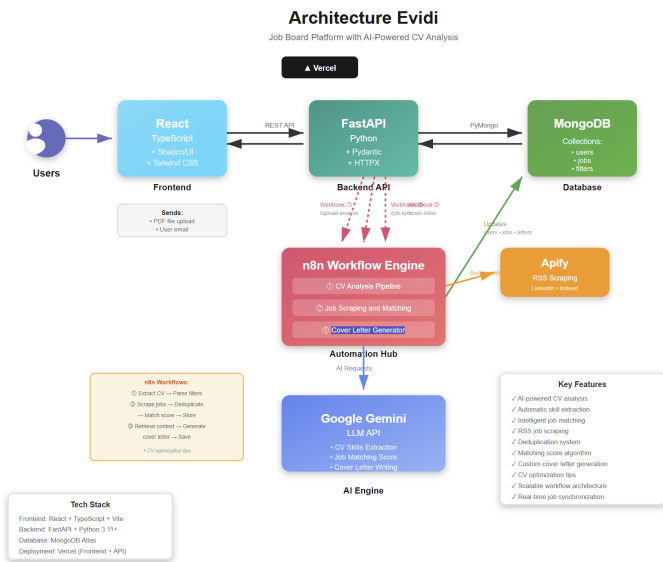 Architecture Evidi
Job Board Platform with AI-Powered CV Analysis
▲ Vercel
React
TypeScript
+ Shadcn/UI
+ Tailwind CSS
REST API
FastAPI
Python
+ Pydantic
+ HTTPX
PyMongo
MongoDB
Collections:
• users
• jobs
• filters
Users
Frontend
Backend API
Database
Sends:
• PDF file upload
• User email
Webhook ①
/upload-analyze
Webhook ②
/job-sync
Webhook ③
/cover-letter
Updates
users • jobs • letters
n8n Workflow Engine
① CV Analysis Pipeline
② Job Scraping and Matching
③ Cover Letter Generator
Automation Hub
Apify
RSS Scraping
LinkedIn • Indeed
AI Requests
n8n Workflows:
① Extract CV → Parse filters
② Scrape jobs → Deduplicate
→ Match score → Store
③ Retrieve context → Generate
cover letter → Save
+ CV optimization tips
Google Gemini
LLM API
• CV Skills Extraction
• Job Matching Score
• Cover Letter Writing
AI Engine
Key Features
✓ AI-powered CV analysis
✓ Automatic skill extraction
✓ Intelligent job matching
✓ RSS job scraping
✓ Deduplication system
✓ Matching score algorithm
✓ Custom cover letter generation
✓ CV optimization tips
✓ Scalable workflow architecture
✓ Real-time job synchronization
Tech Stack
Frontend: React + TypeScript + Vite
Backend: FastAPI + Python 3.11+
Database: MongoDB Atlas
Deployment: Vercel (Frontend + API)